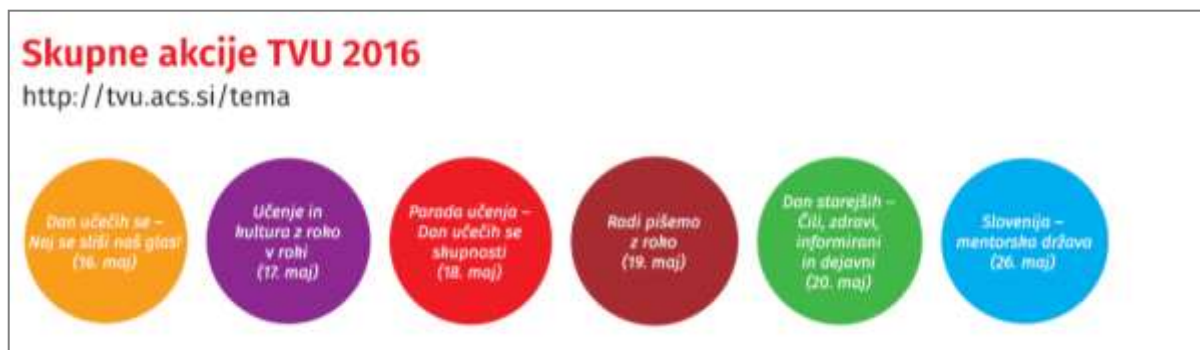 Skupne akcije TVU 2016
http://tvu.acs.si/tema
Dan učečih se –
Naj se sliši naš glas!
(16. maj)
Učenje in
kultura z roko
v roki
(17. maj)
Parada učenja –
Dan učečih se
skupnosti
(18. maj)
Radi pišemo
z roko
(19. maj)
Dan starejših –
Čili, zdravi,
informirani
in dejavni
(20. maj)
Slovenija –
mentorska država
(26. maj)